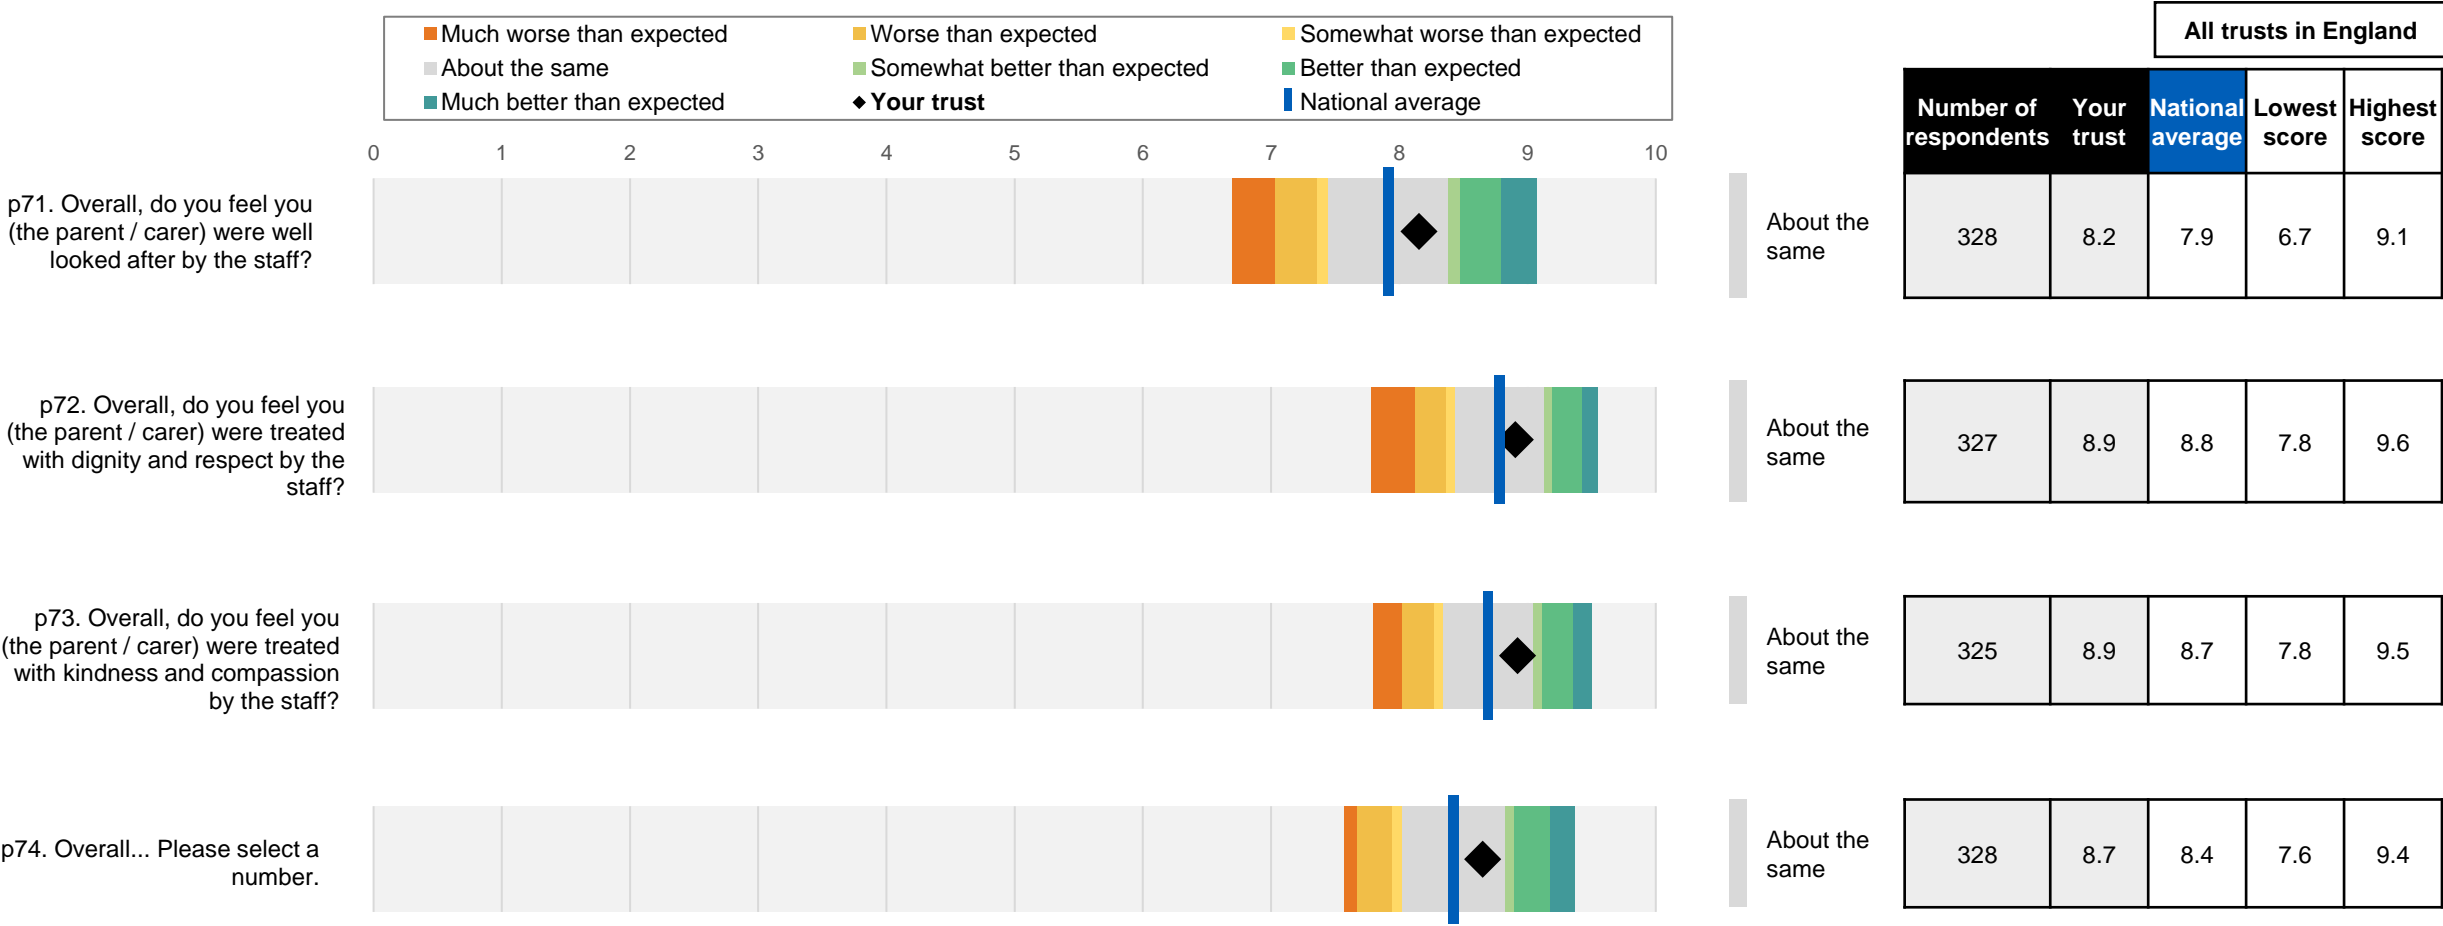 All trusts in England
Much worse than expected Worse than expected Somewhat worse than expected
About the same Somewhat better than expected Better than expected
Much better than expected Your trust National average
Number of respondents Your trust National average Lowest score Highest score
0 1 2 3 4 5 6 7 8 9 10
p71. Overall, do you feel you
(the parent / carer) were well
looked after by the staff?
About the
same
328 8.2 7.9 6.7 9.1
p72. Overall, do you feel you
(the parent / carer) were treated
with dignity and respect by the
staff?
About the
same
327 8.9 8.8 7.8 9.6
p73. Overall, do you feel you
(the parent / carer) were treated
with kindness and compassion
by the staff?
About the
same
325 8.9 8.7 7.8 9.5
p74. Overall... Please select a
number.
About the
same
328 8.7 8.4 7.6 9.4